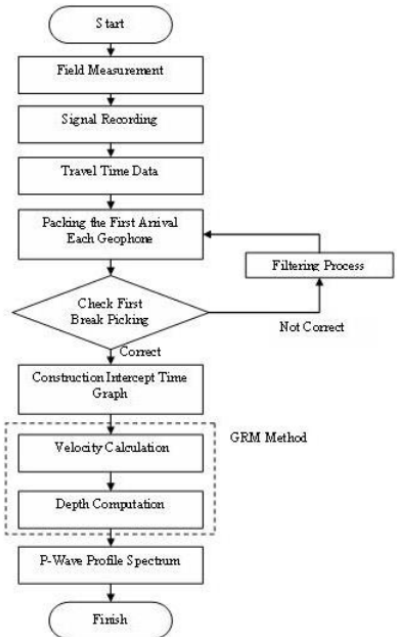 Start
Field Measurement
Signal Recording
Travel Time Data
Packing the First Arrival
Each Geophone
Filtering Process
Check First
Break Picking
Not Correct
Correct
Construction Intercept Time
Graph
GRM Method
Velocity Calculation
Depth Computation
P-Wave Profile Spectrum
Finish